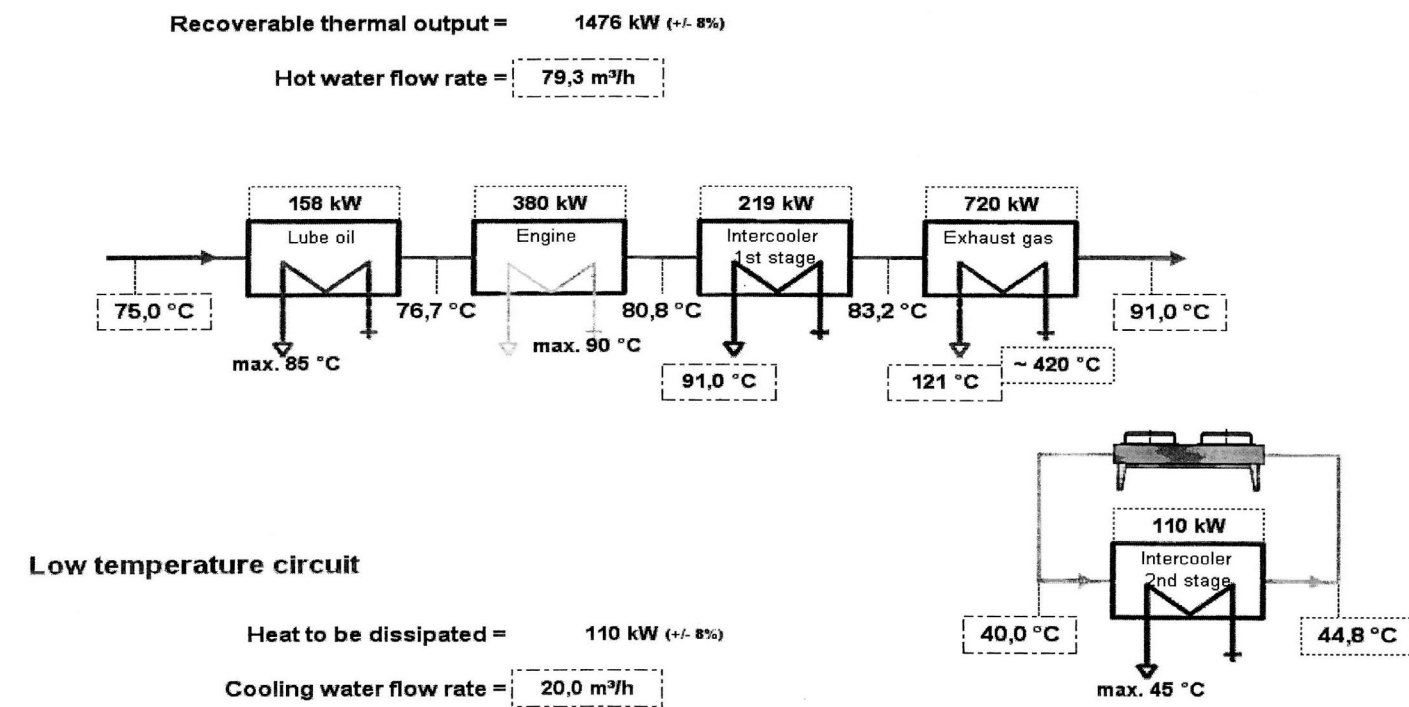 Recoverable thermal output = 1476 kW (+/- 8%)
Hot water flow rate = 79,3 m³/h
158 kW 380 kW 219 kW 720 kW
Lube oil Engine Intercooler Exhaust gas
1st stage
75,0 °C 76,7 °C 80,8 °C 83,2 °C 91,0 °C
max. 85 °C max. 90 °C 91,0 °C 121 °C ~ 420 °C
110 kW
Intercooler
2nd stage
Low temperature circuit
Heat to be dissipated = 110 kW (+/- 8%)
40,0 °C 44,8 °C
Cooling water flow rate = 20,0 m³/h
max. 45 °C